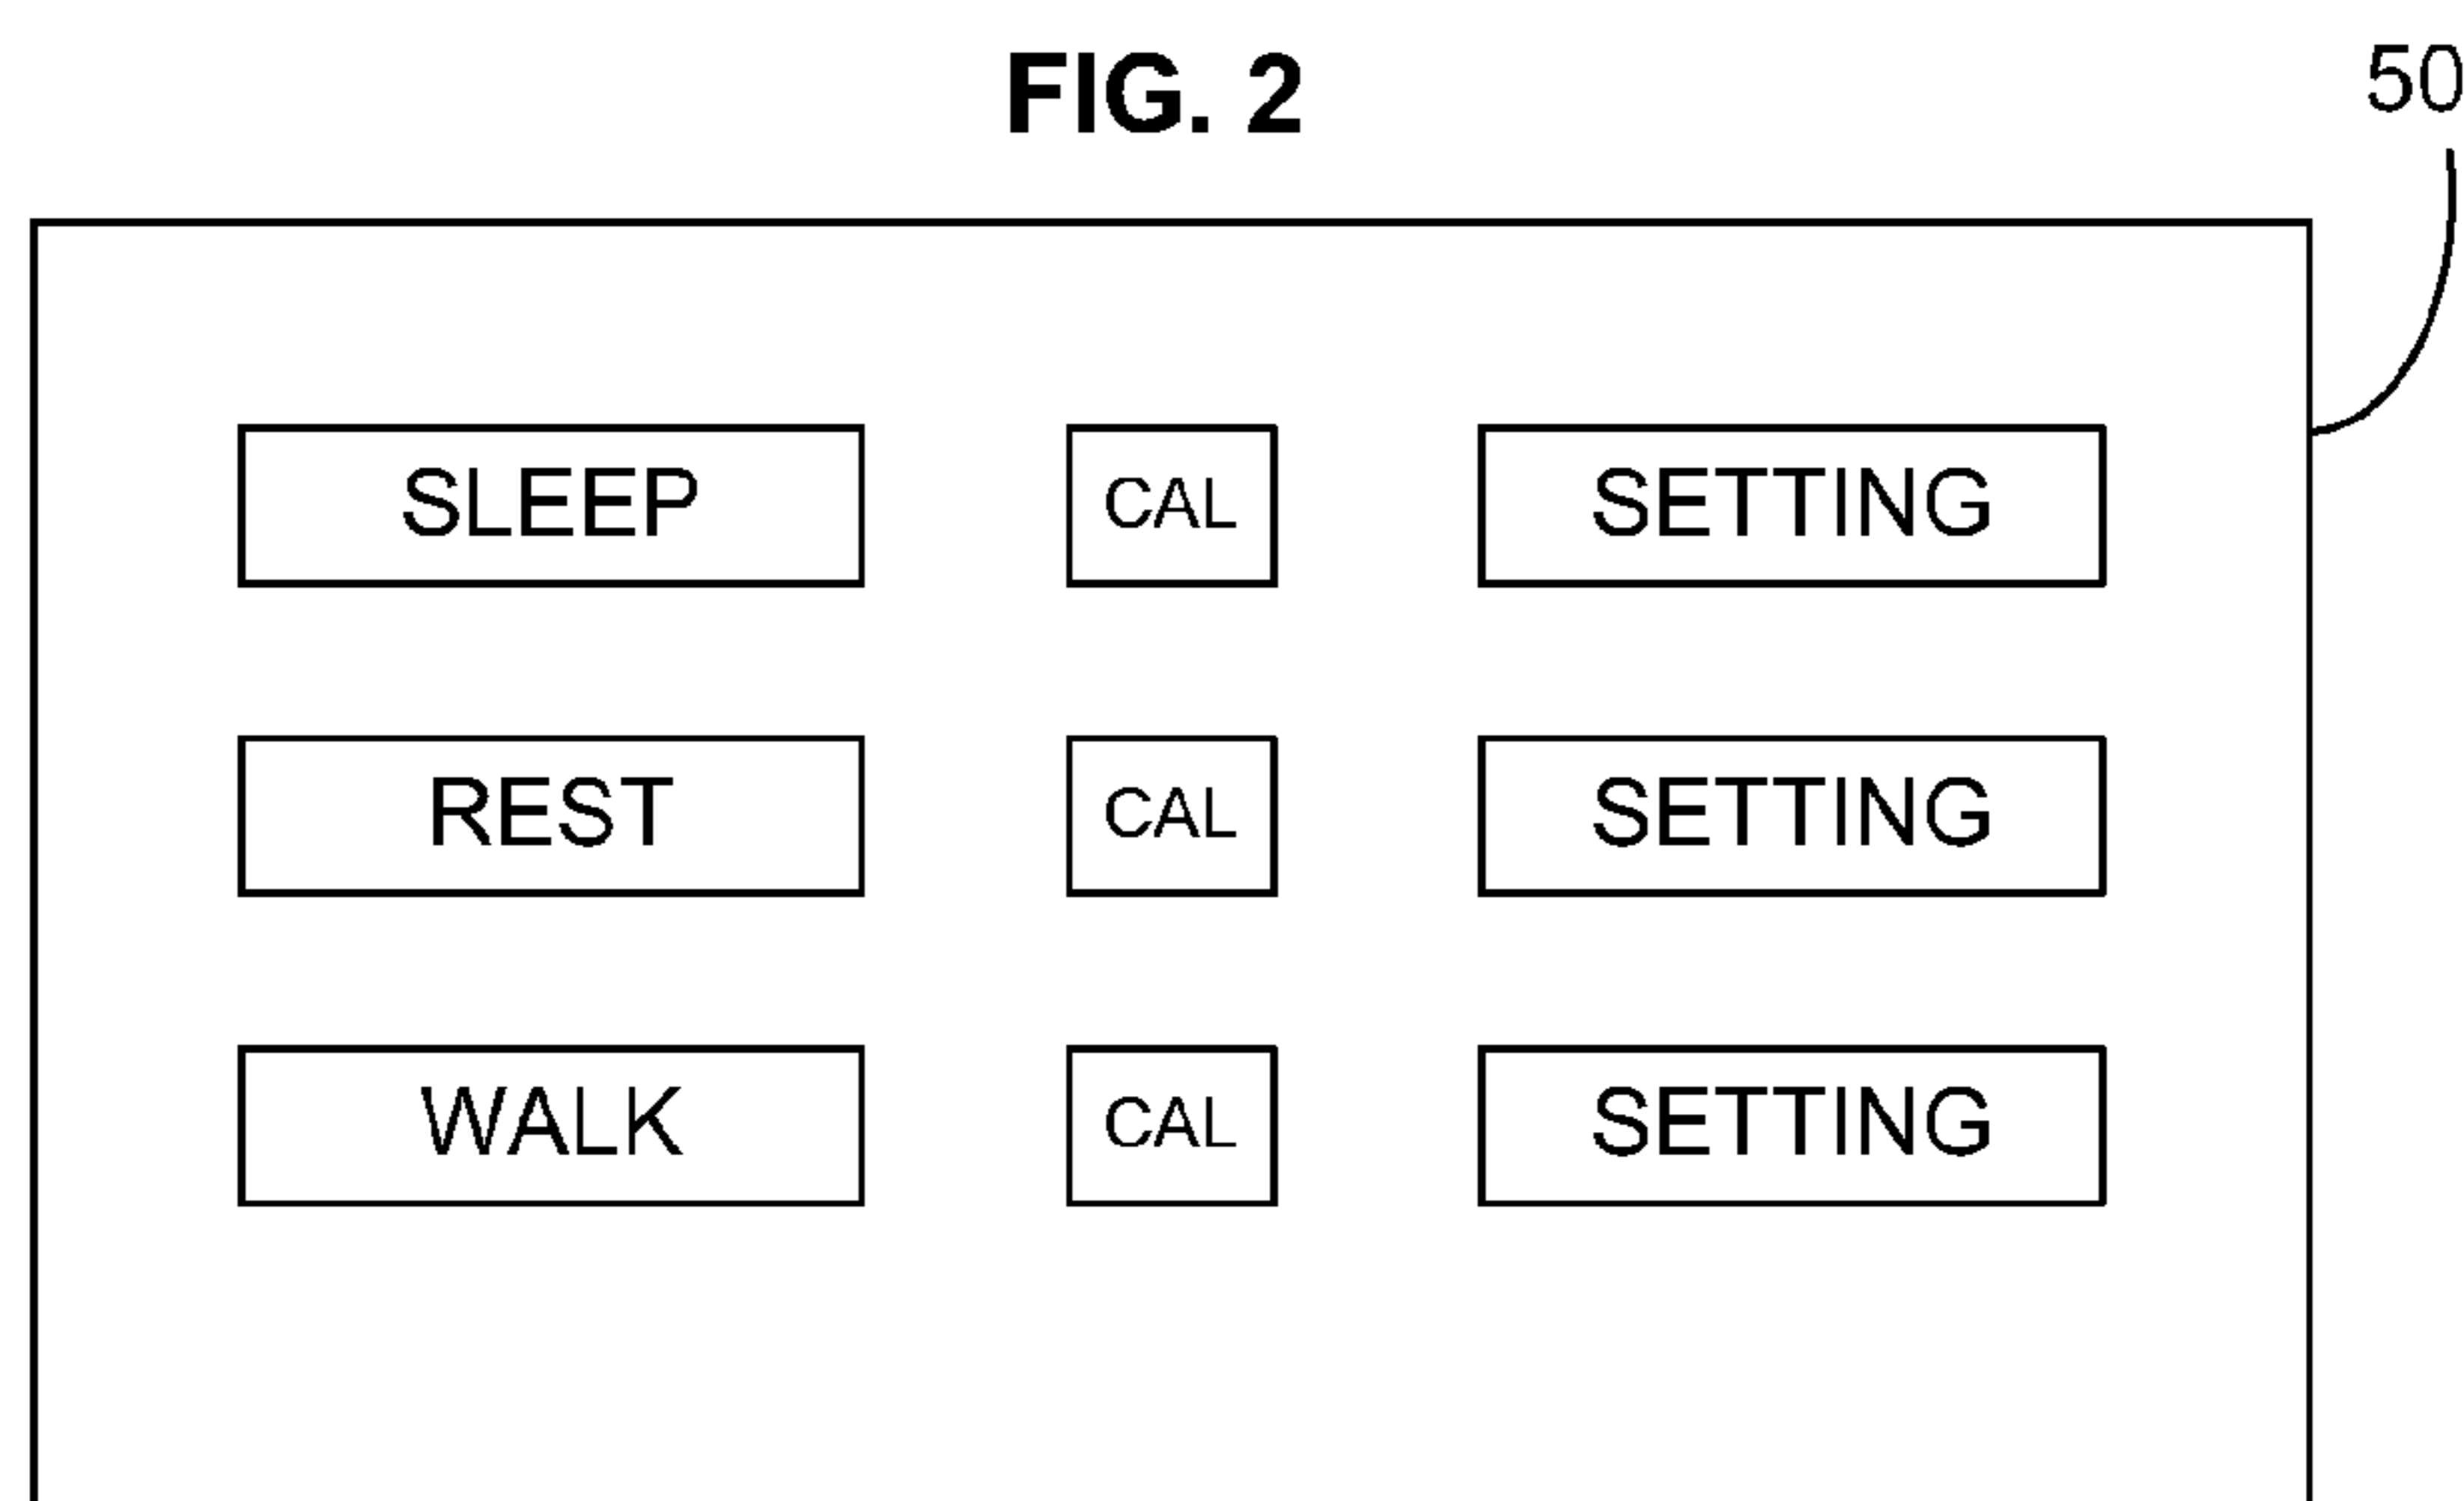 FIG. 2
50
SLEEP CAL SETTING
REST CAL SETTING
WALK CAL SETTING